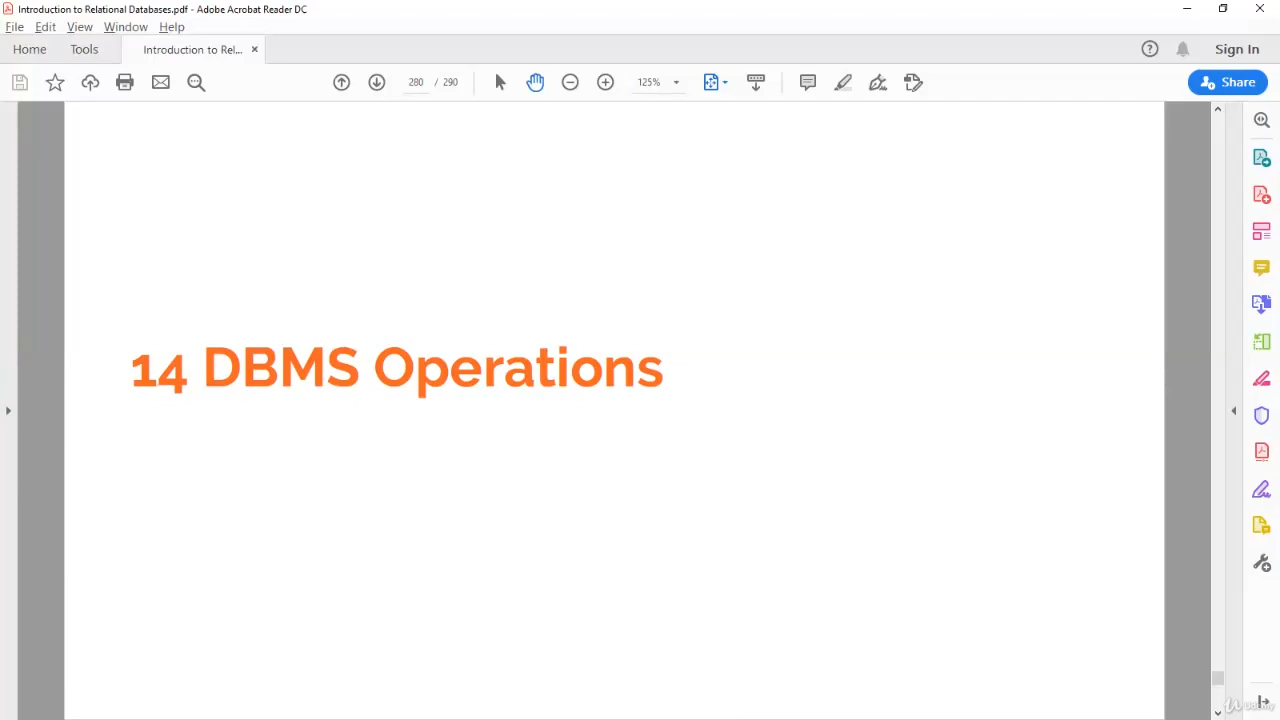 Introduction to Relational Databases.pdf - Adobe Acrobat Reader DC
File Edit View Window Help
Home Tools Introduction to Rel... × Sign In
280 / 290 125% Share
14 DBMS Operations
Udemy